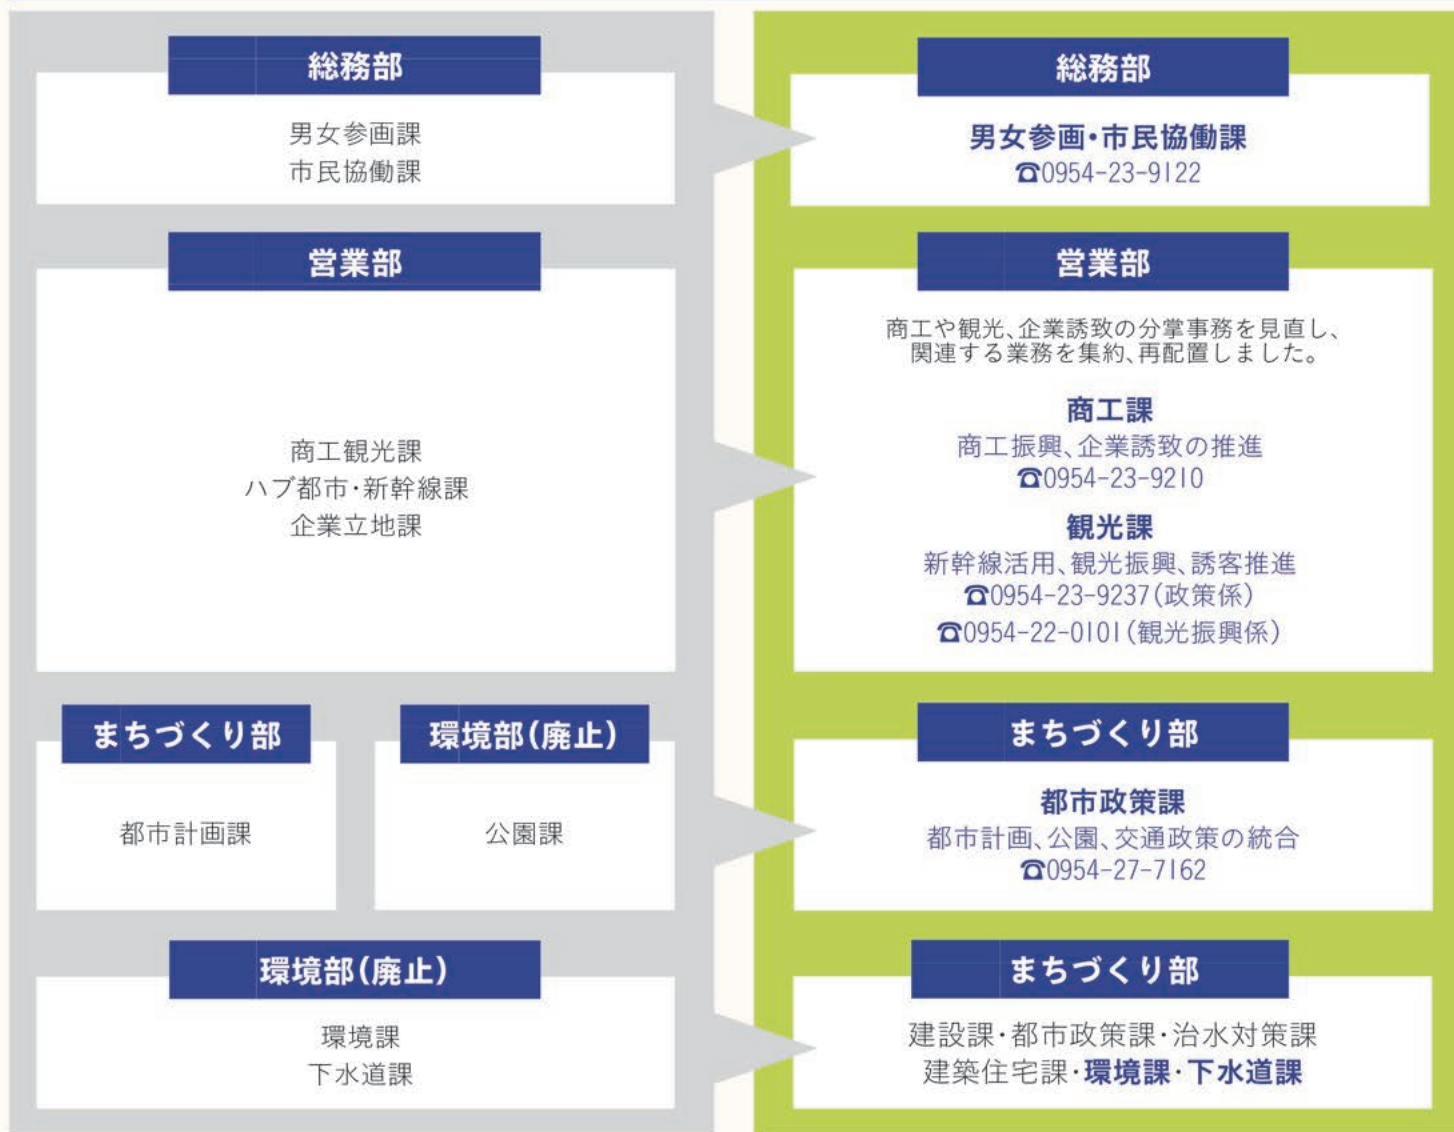 総務部
男女参画課
市民協働課
総務部
男女参画・市民協働課
☎0954-23-9122
営業部
商工観光課
ハブ都市・新幹線課
企業立地課
営業部
商工や観光、企業誘致の分掌事務を見直し、
関連する業務を集約、再配置しました。
商工課
商工振興、企業誘致の推進
☎0954-23-9210
観光課
新幹線活用、観光振興、誘客推進
☎0954-23-9237(政策係)
☎0954-22-0101(観光振興係)
まちづくり部
都市計画課
環境部(廃止)
公園課
まちづくり部
都市政策課
都市計画、公園、交通政策の統合
☎0954-27-7162
環境部(廃止)
環境課
下水道課
まちづくり部
建設課・都市政策課・治水対策課
建築住宅課・環境課・下水道課